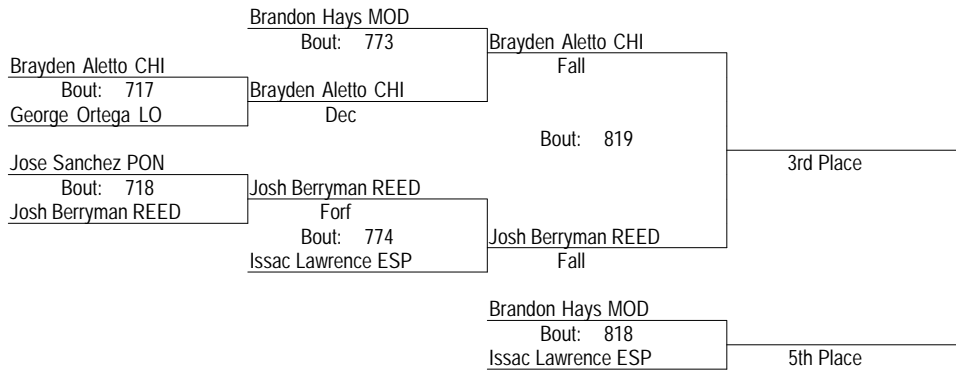 Brandon Hays MOD
Bout: 773
Brayden Aletto CHI
Fall
Brayden Aletto CHI
Bout: 717
George Ortega LO
Brayden Aletto CHI
Dec
Bout: 819
3rd Place
Jose Sanchez PON
Bout: 718
Josh Berryman REED
Josh Berryman REED
Forf
Bout: 774
Issac Lawrence ESP
Josh Berryman REED
Fall
Brandon Hays MOD
Bout: 818
Issac Lawrence ESP
5th Place